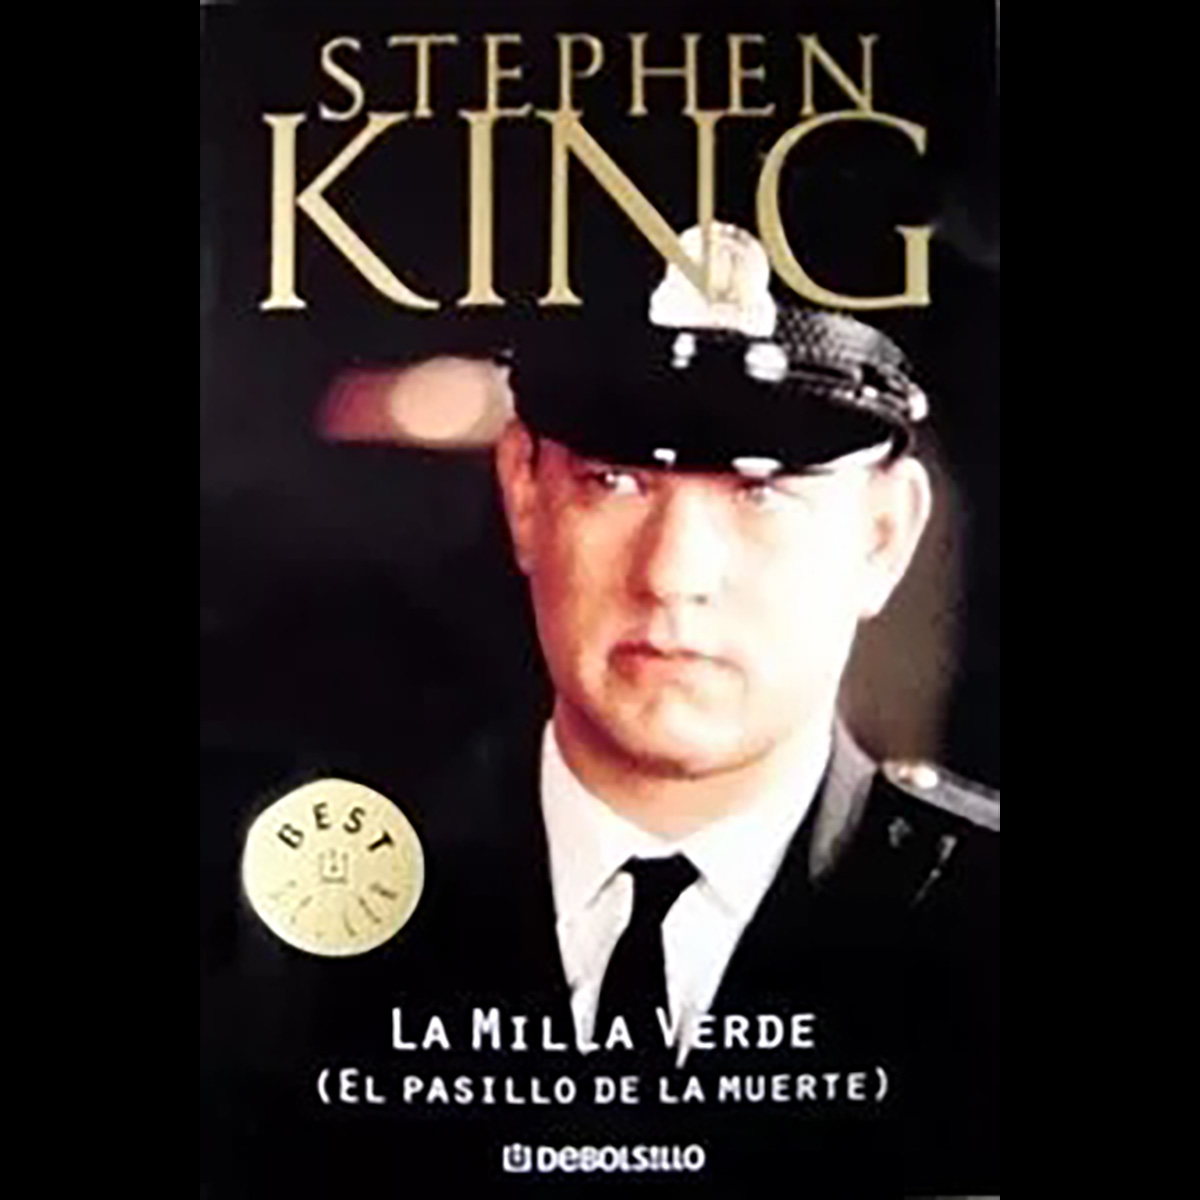 STEPHEN
KING
BEST
LA MILLA VERDE
(EL PASILLO DE LA MUERTE)
DEBOLSILLO